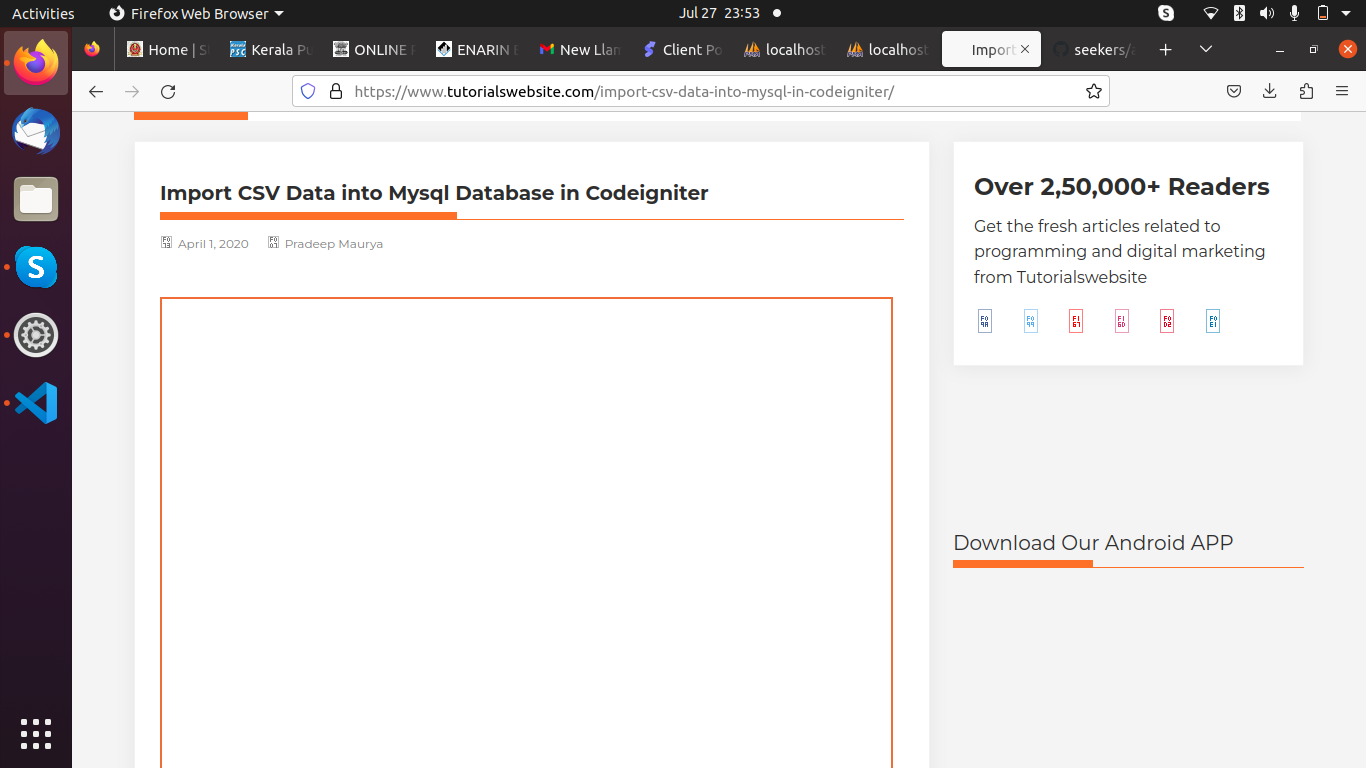 Activities
Firefox Web Browser
Jul 27 23:53
Home | S
Kerala Pu
ONLINE
ENARIN
New Llan
Client Po
localhost
localhost
Import
seekers/
https://www.tutorialswebsite.com/import-csv-data-into-mysql-in-codeigniter/
Import CSV Data into Mysql Database in Codeigniter
April 1, 2020 Pradeep Maurya
Over 2,50,000+ Readers
Get the fresh articles related to
programming and digital marketing
from Tutorialswebsite
Download Our Android APP